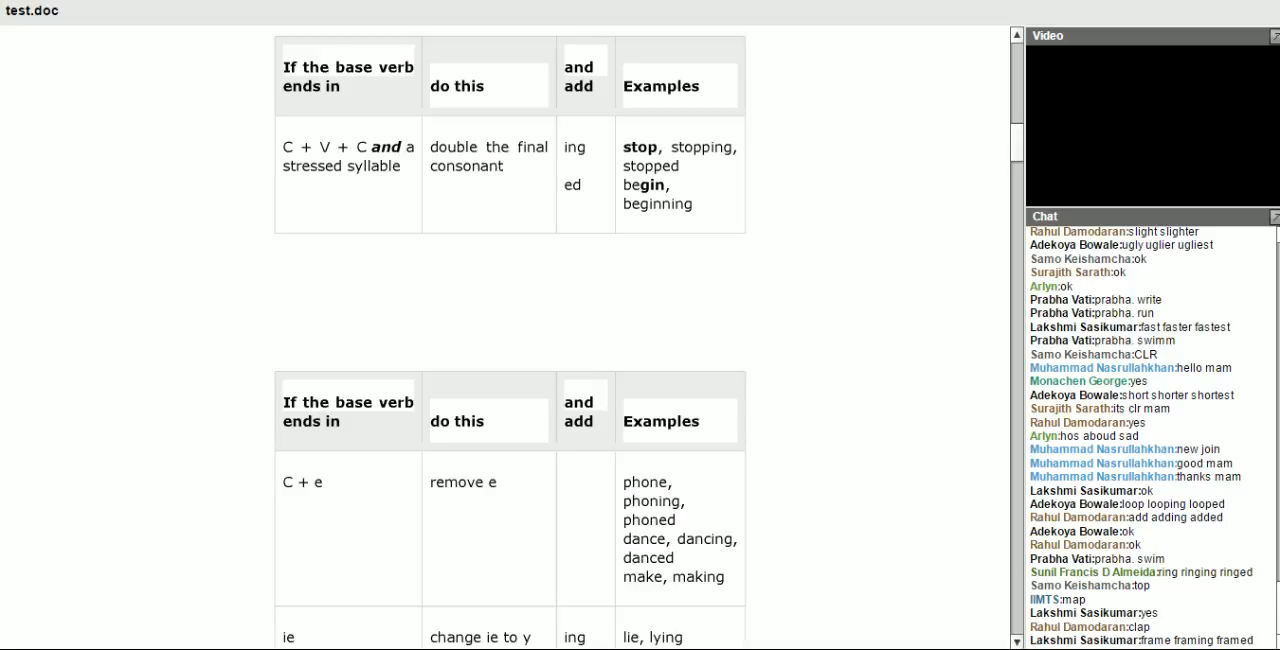 test.doc
If the base verb ends in
do this
and add
Examples
C + V + C and a stressed syllable
double the final consonant
ing
ed
stop, stopping, stopped
begin, beginning
If the base verb ends in
do this
and add
Examples
C + e
remove e
phone, phoning, phoned
dance, dancing, danced
make, making
ie
change ie to y
ing
lie, lying
Video
Chat
Rahul Damodaran:slight slighter
Adekoya Bowale:ugly uglier ugliest
Samo Keishamcha:ok
Surajith Sarath:ok
Arlyn:ok
Prabha Vati:prabha. write
Prabha Vati:prabha. run
Lakshmi Sasikumar:fast faster fastest
Prabha Vati:prabha. swimm
Samo Keishamcha:CLR
Muhammad Nasrullahkhan:hello mam
Monachen George:yes
Adekoya Bowale:short shorter shortest
Surajith Sarath:its clr mam
Rahul Damodaran:yes
Arlyn:hos aboud sad
Muhammad Nasrullahkhan:new join
Muhammad Nasrullahkhan:good mam
Muhammad Nasrullahkhan:thanks mam
Lakshmi Sasikumar:ok
Adekoya Bowale:loop looping looped
Rahul Damodaran:add adding added
Adekoya Bowale:ok
Rahul Damodaran:ok
Prabha Vati:prabha. swim
Sunil Francis D Almeida:ring ringing ringed
Samo Keishamcha:top
IIMTS:map
Lakshmi Sasikumar:yes
Rahul Damodaran:clap
Lakshmi Sasikumar:frame framing framed